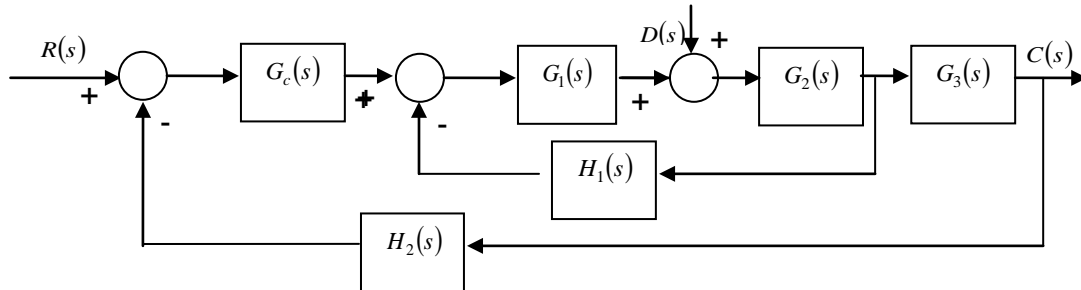 R(s)
+
-
G_c(s)
+
-
G_1(s)
+
D(s)
+
G_2(s)
G_3(s)
C(s)
H_1(s)
H_2(s)